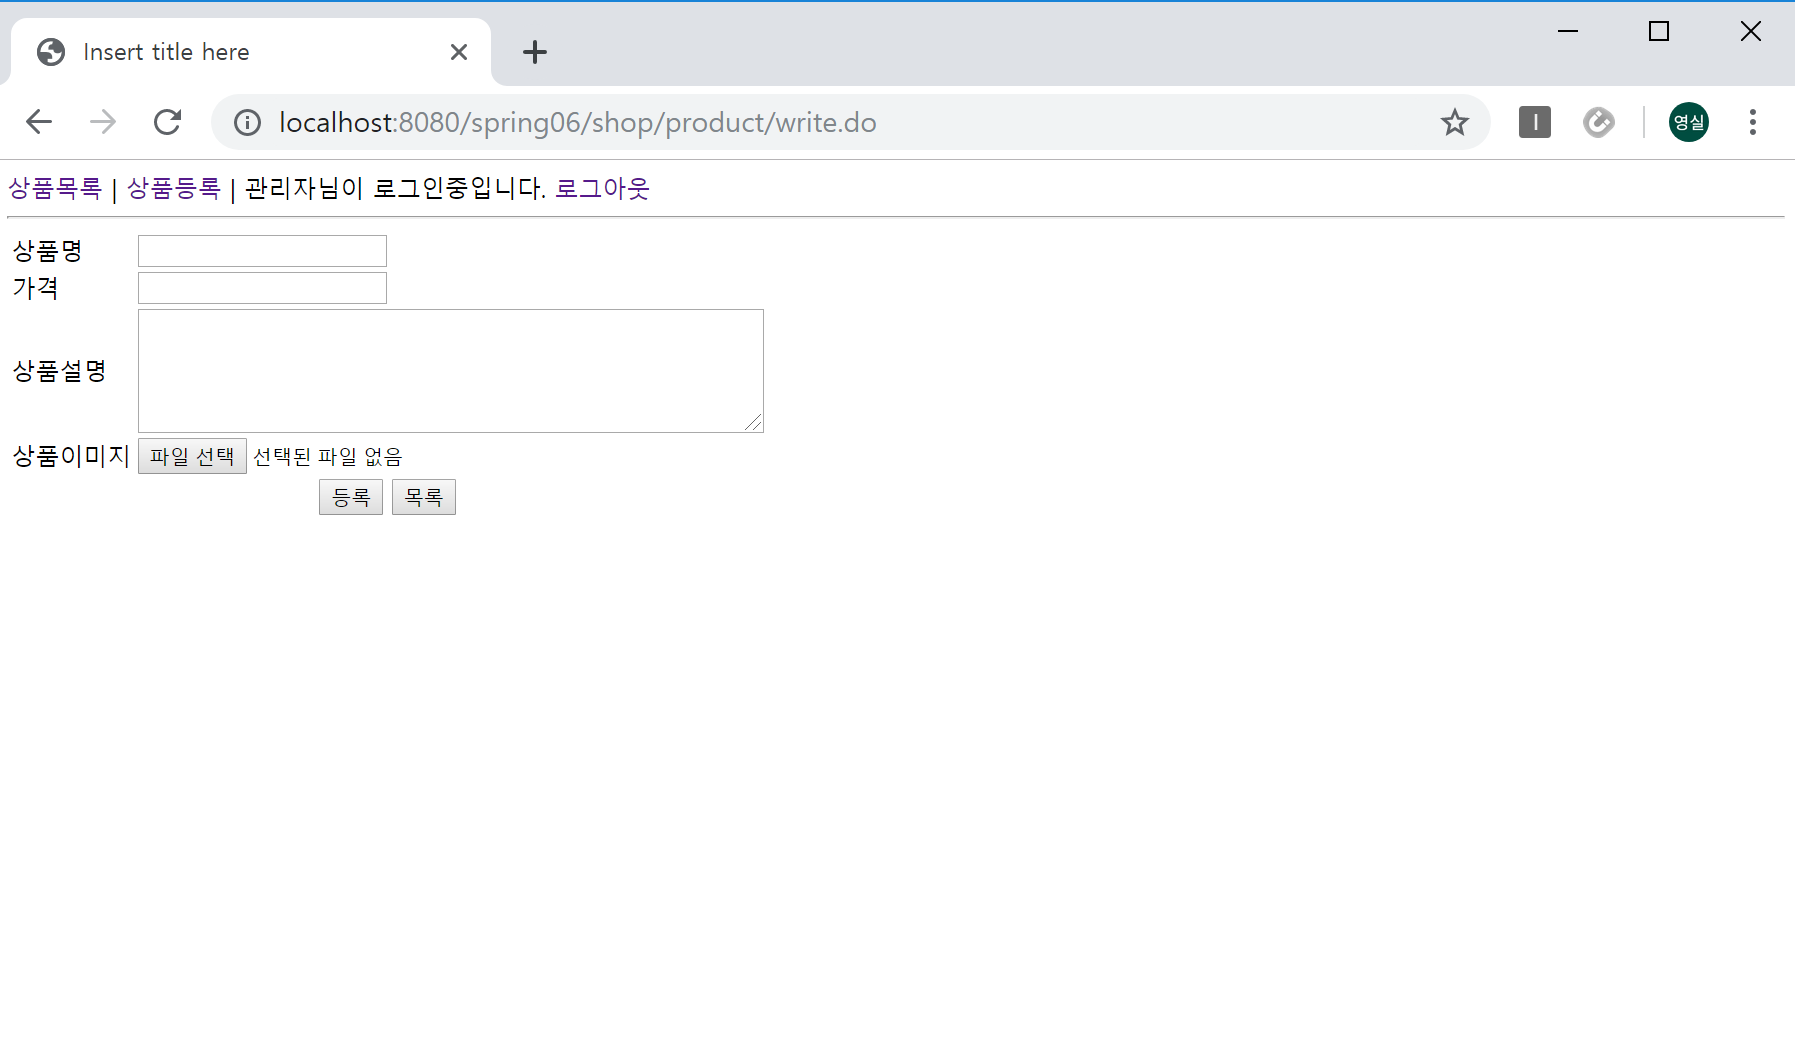 Insert title here
localhost:8080/spring06/shop/product/write.do
I
영실
상품목록 | 상품등록 | 관리자님이 로그인중입니다. 로그아웃
상품명
가격
상품설명
상품이미지 파일 선택 선택된 파일 없음
등록 목록